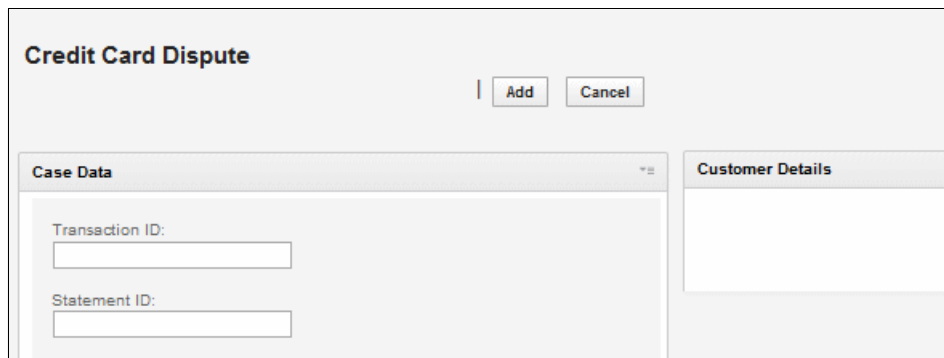 Credit Card Dispute
Add Cancel
Case Data
Customer Details
Transaction ID:
Statement ID: